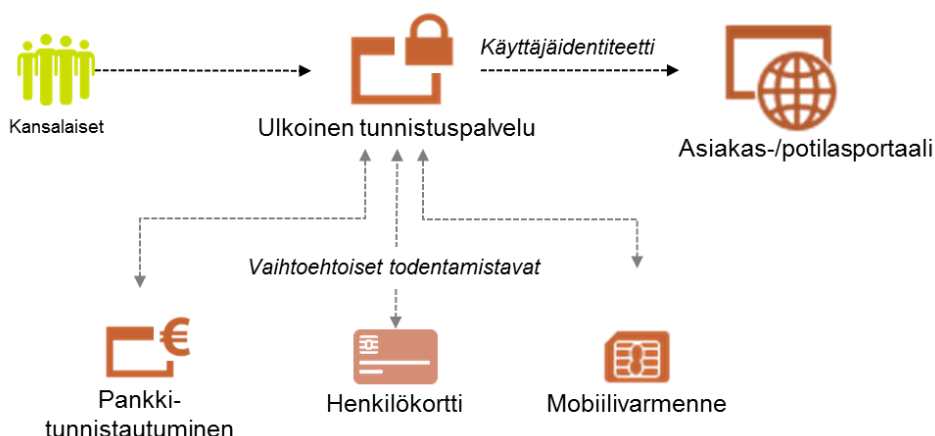 Käyttäjäidentiteetti
Kansalaiset
Ulkoinen tunnistuspalvelu
Asiakas-/potilasportaali
Vaihtoehtoiset todentamistavat
€
Pankki-
tunnistautuminen
Henkilökortti
Mobiilivarmenne